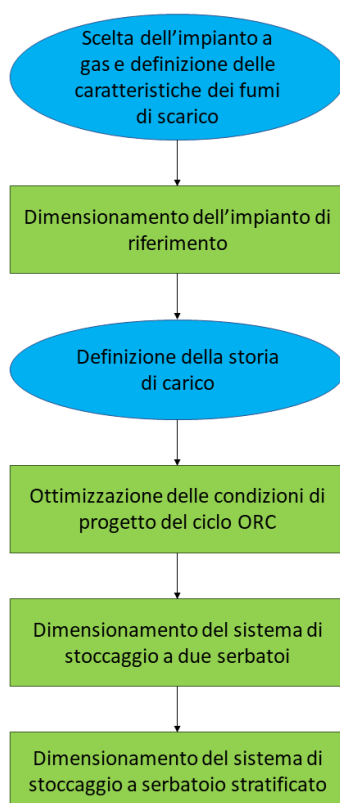 Scelta dell'impianto a
gas e definizione delle
caratteristiche dei fumi
di scarico
Dimensionamento dell'impianto di
riferimento
Definizione della storia
di carico
Ottimizzazione delle condizioni di
progetto del ciclo ORC
Dimensionamento del sistema di
stoccaggio a due serbatoi
Dimensionamento del sistema di
stoccaggio a serbatoio stratificato